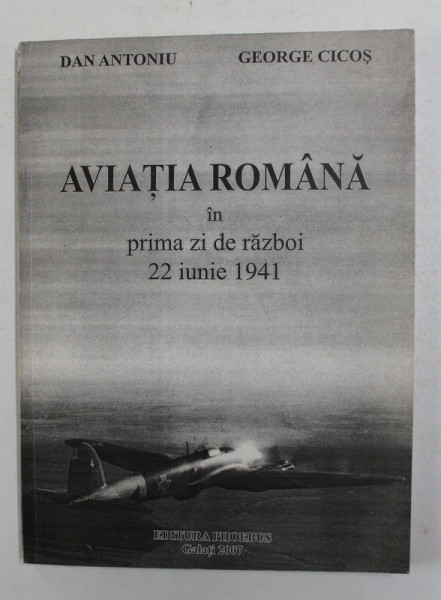 DAN ANTONIU GEORGE CICOȘ
AVIAȚIA ROMÂNĂ
în
prima zi de război
22 iunie 1941
EDITURA PHOEBUS
Galați 2007